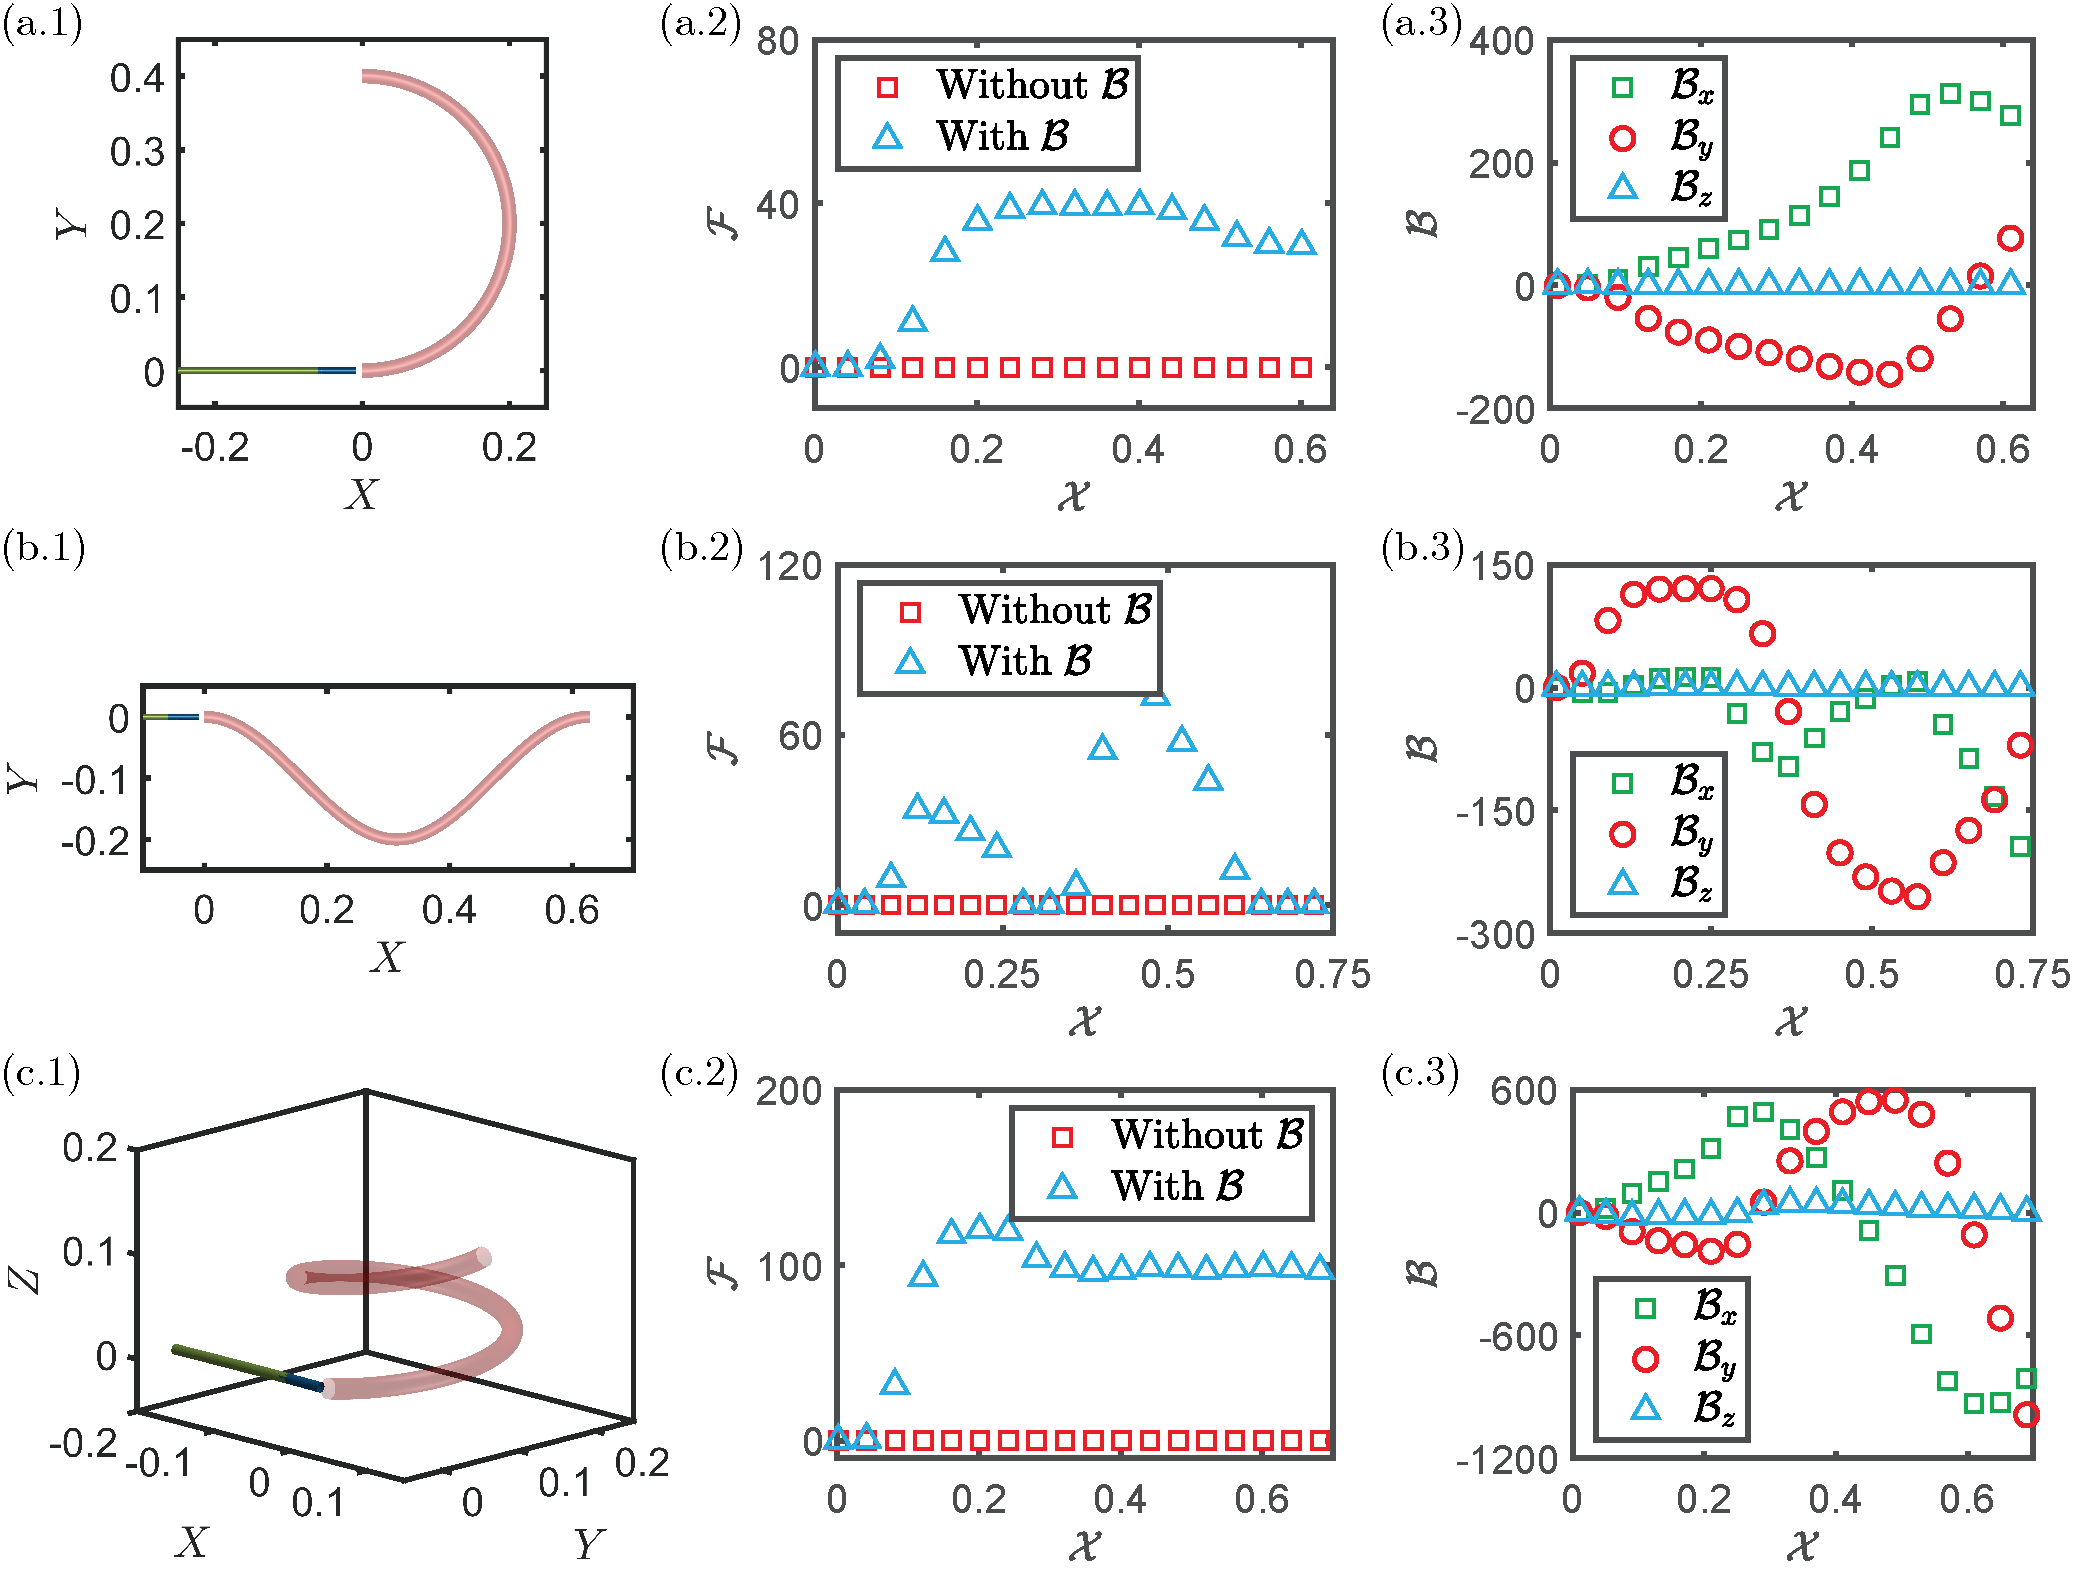 (a.1)
0.4
0.3
0.2
0.1
0
Y
-0.2 0 0.2
X
(a.2)
80
40
0
ℱ
Without ℬ
With ℬ
0 0.2 0.4 0.6
𝒳
(a.3)
400
200
0
-200
ℬ
ℬx
ℬy
ℬz
0 0.2 0.4 0.6
𝒳
(b.1)
0
-0.1
-0.2
Y
0 0.2 0.4 0.6
X
(b.2)
120
60
0
ℱ
Without ℬ
With ℬ
0 0.25 0.5 0.75
𝒳
(b.3)
150
0
-150
-300
ℬ
ℬx
ℬy
ℬz
0 0.25 0.5 0.75
𝒳
(c.1)
0.2
0.1
0
Z
-0.2
-0.1
0
0.1
X
0
0.1
0.2
Y
(c.2)
200
100
0
ℱ
Without ℬ
With ℬ
0 0.2 0.4 0.6
𝒳
(c.3)
600
0
-600
-1200
ℬ
ℬx
ℬy
ℬz
0 0.2 0.4 0.6
𝒳